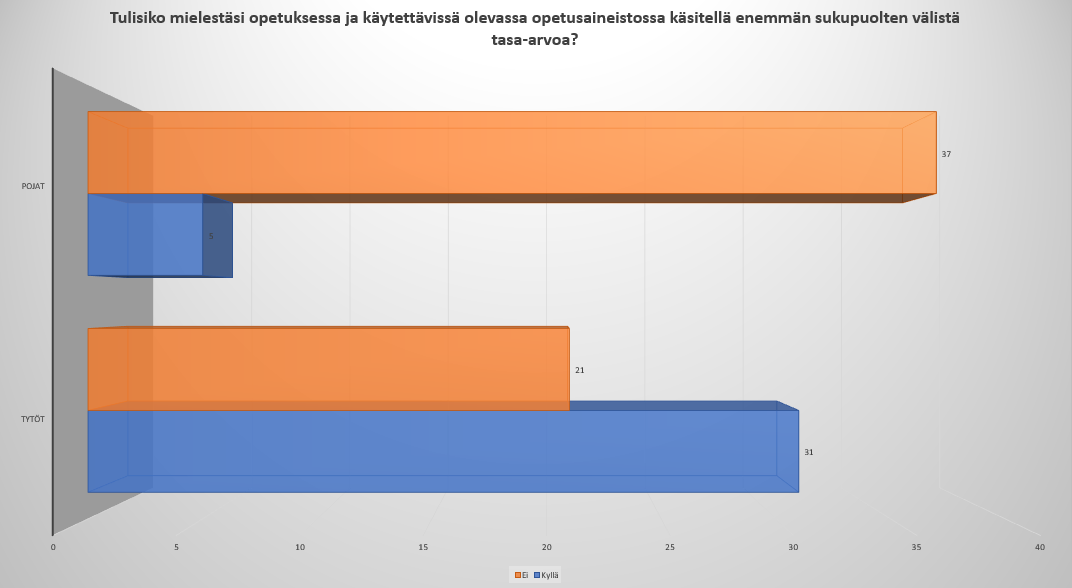 Tulisiko mielestäsi opetuksessa ja käytettävissä olevassa opetusaineistossa käsitellä enemmän sukupuolten välistä
tasa-arvoa?
37
POJAT
5
21
TYTÖT
31
0 5 10 15 20 25 30 35 40
Ei Kyllä